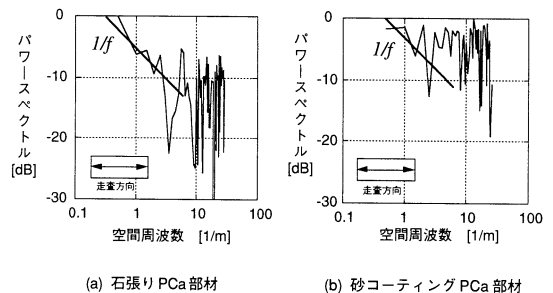 (a)
パワースペクトル
[dB]
0
-10
-20
-30
1/f
走査方向
0.1
1
10
100
空間周波数 [1/m]
(b)
パワースペクトル
[dB]
0
-10
-20
-30
1/f
走査方向
0.1
1
10
100
空間周波数 [1/m]
(a) 石張りPCa部材
(b) 砂コーティングPCa部材